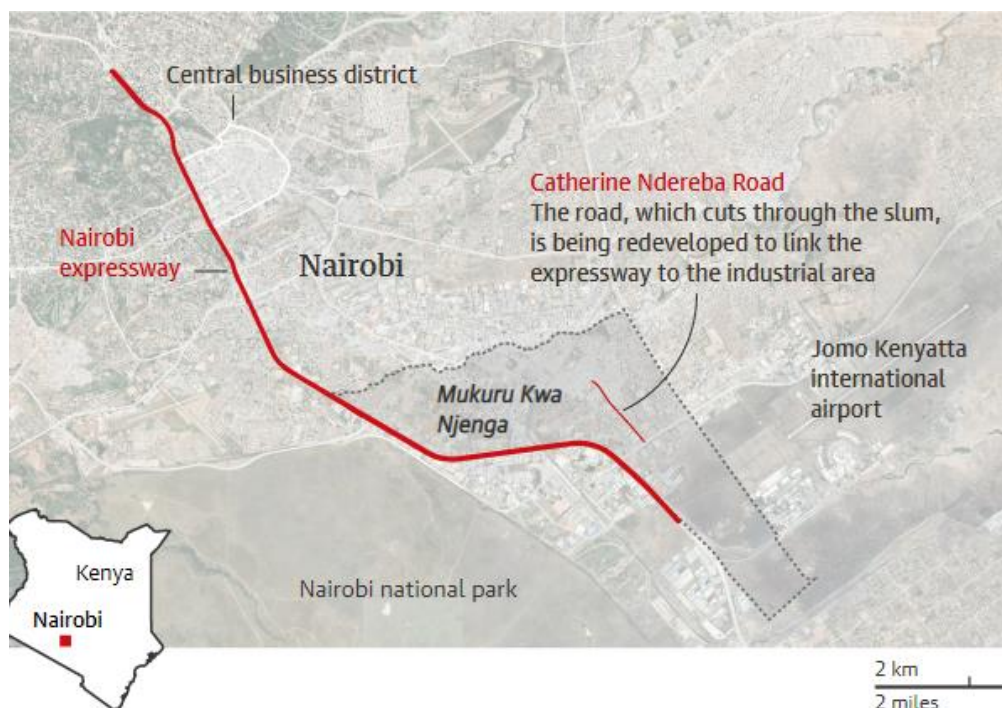 Central business district
Catherine Ndereba Road
The road, which cuts through the slum,
is being redeveloped to link the
expressway to the industrial area
Nairobi
expressway
Nairobi
Jomo Kenyatta
international
airport
Mukuru Kwa
Njenga
Nairobi national park
Kenya
Nairobi
2 km
2 miles